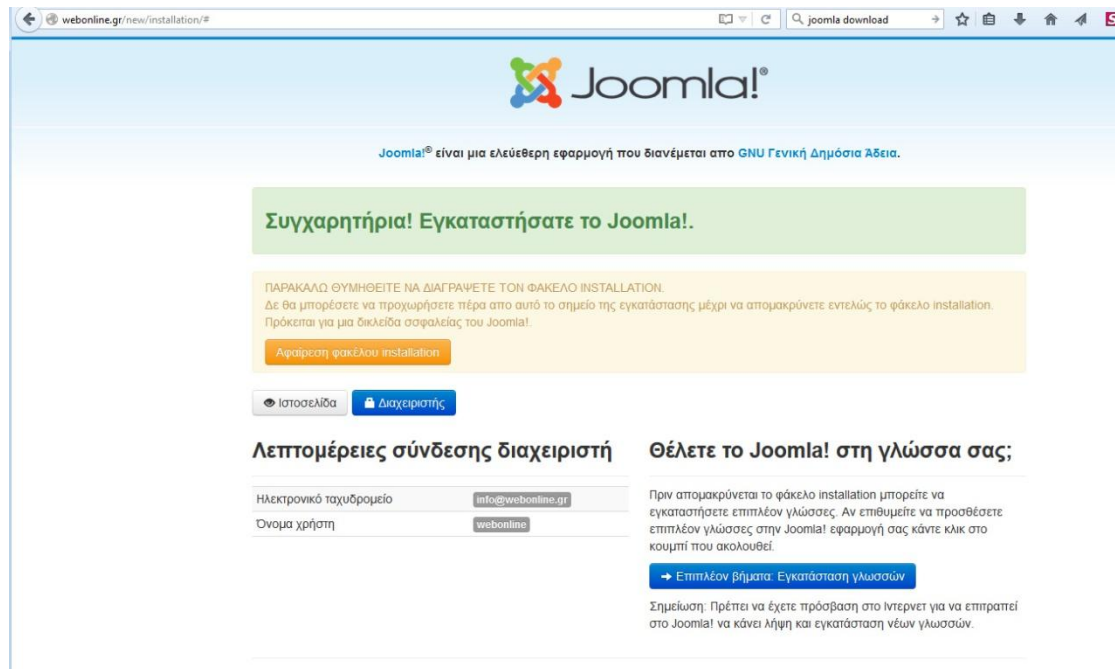 webonline.gr/new/installation/#
joomla download
Joomla!®
Joomla!® είναι μια ελεύθερη εφαρμογή που διανέμεται απο GNU Γενική Δημόσια Άδεια.
Συγχαρητήρια! Εγκαταστήσατε το Joomla!.
ΠΑΡΑΚΑΛΩ ΘΥΜΗΘΕΙΤΕ ΝΑ ΔΙΑΓΡΑΨΕΤΕ ΤΟΝ ΦΑΚΕΛΟ INSTALLATION.
Δε θα μπορέσετε να προχωρήσετε πέρα απο αυτό το σημείο της εγκατάστασης μέχρι να απομακρύνετε εντελώς το φάκελο installation.
Πρόκειται για μια δικλείδα ασφαλείας του Joomla!.
Αφαίρεση φακέλου installation
Ιστοσελίδα
Διαχειριστής
Λεπτομέρειες σύνδεσης διαχειριστή
Ηλεκτρονικό ταχυδρομείο info@webonline.gr
Όνομα χρήστη webonline
Θέλετε το Joomla! στη γλώσσα σας;
Πριν απομακρύνεται το φάκελο installation μπορείτε να
εγκαταστήσετε επιπλέον γλώσσες. Αν επιθυμείτε να προσθέσετε
επιπλέον γλώσσες στην Joomla! εφαρμογή σας κάντε κλικ στο
κουμπί που ακολουθεί.
Επιπλέον βήματα: Εγκατάσταση γλωσσών
Σημείωση: Πρέπει να έχετε πρόσβαση στο Ιντερνετ για να επιτραπεί
στο Joomla! να κάνει λήψη και εγκατάσταση νέων γλωσσών.